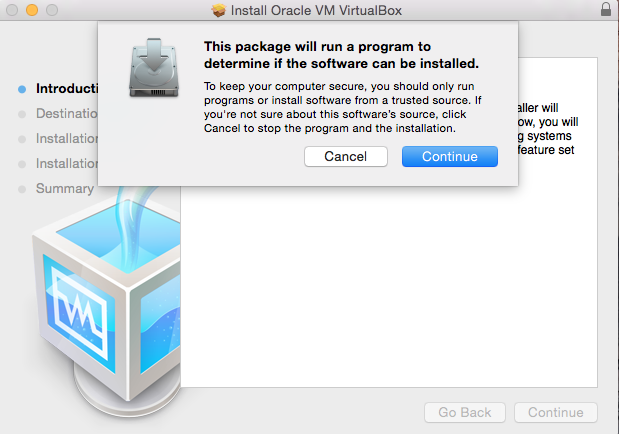 Install Oracle VM VirtualBox
This package will run a program to
determine if the software can be installed.
To keep your computer secure, you should only run
programs or install software from a trusted source. If
you're not sure about this software's source, click
Cancel to stop the program and the installation.
Cancel
Continue
Introducti
Destinatio
Installation
Installation
Summary
aller will
ow, you will
g systems
feature set
Go Back
Continue